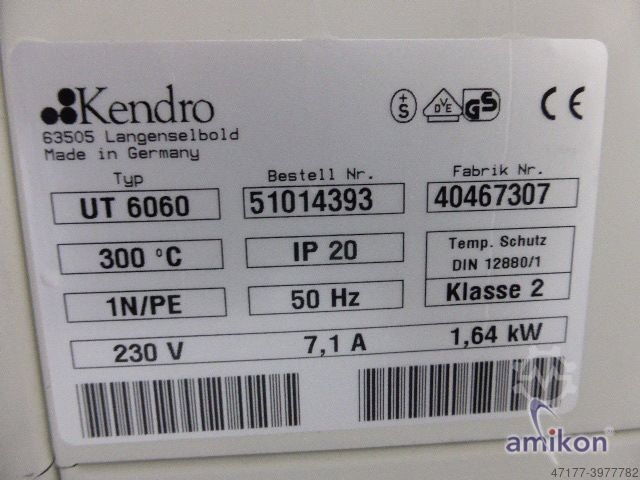 Kendro
63505 Langenselbold
Made in Germany
+S
DVE
GS
CE
Typ Bestell Nr. Fabrik Nr.
UT 6060 51014393 40467307
300 °C IP 20 Temp. Schutz
DIN 12880/1
1N/PE 50 Hz Klasse 2
230 V 7,1 A 1,64 kW
amikon
47177-3977782